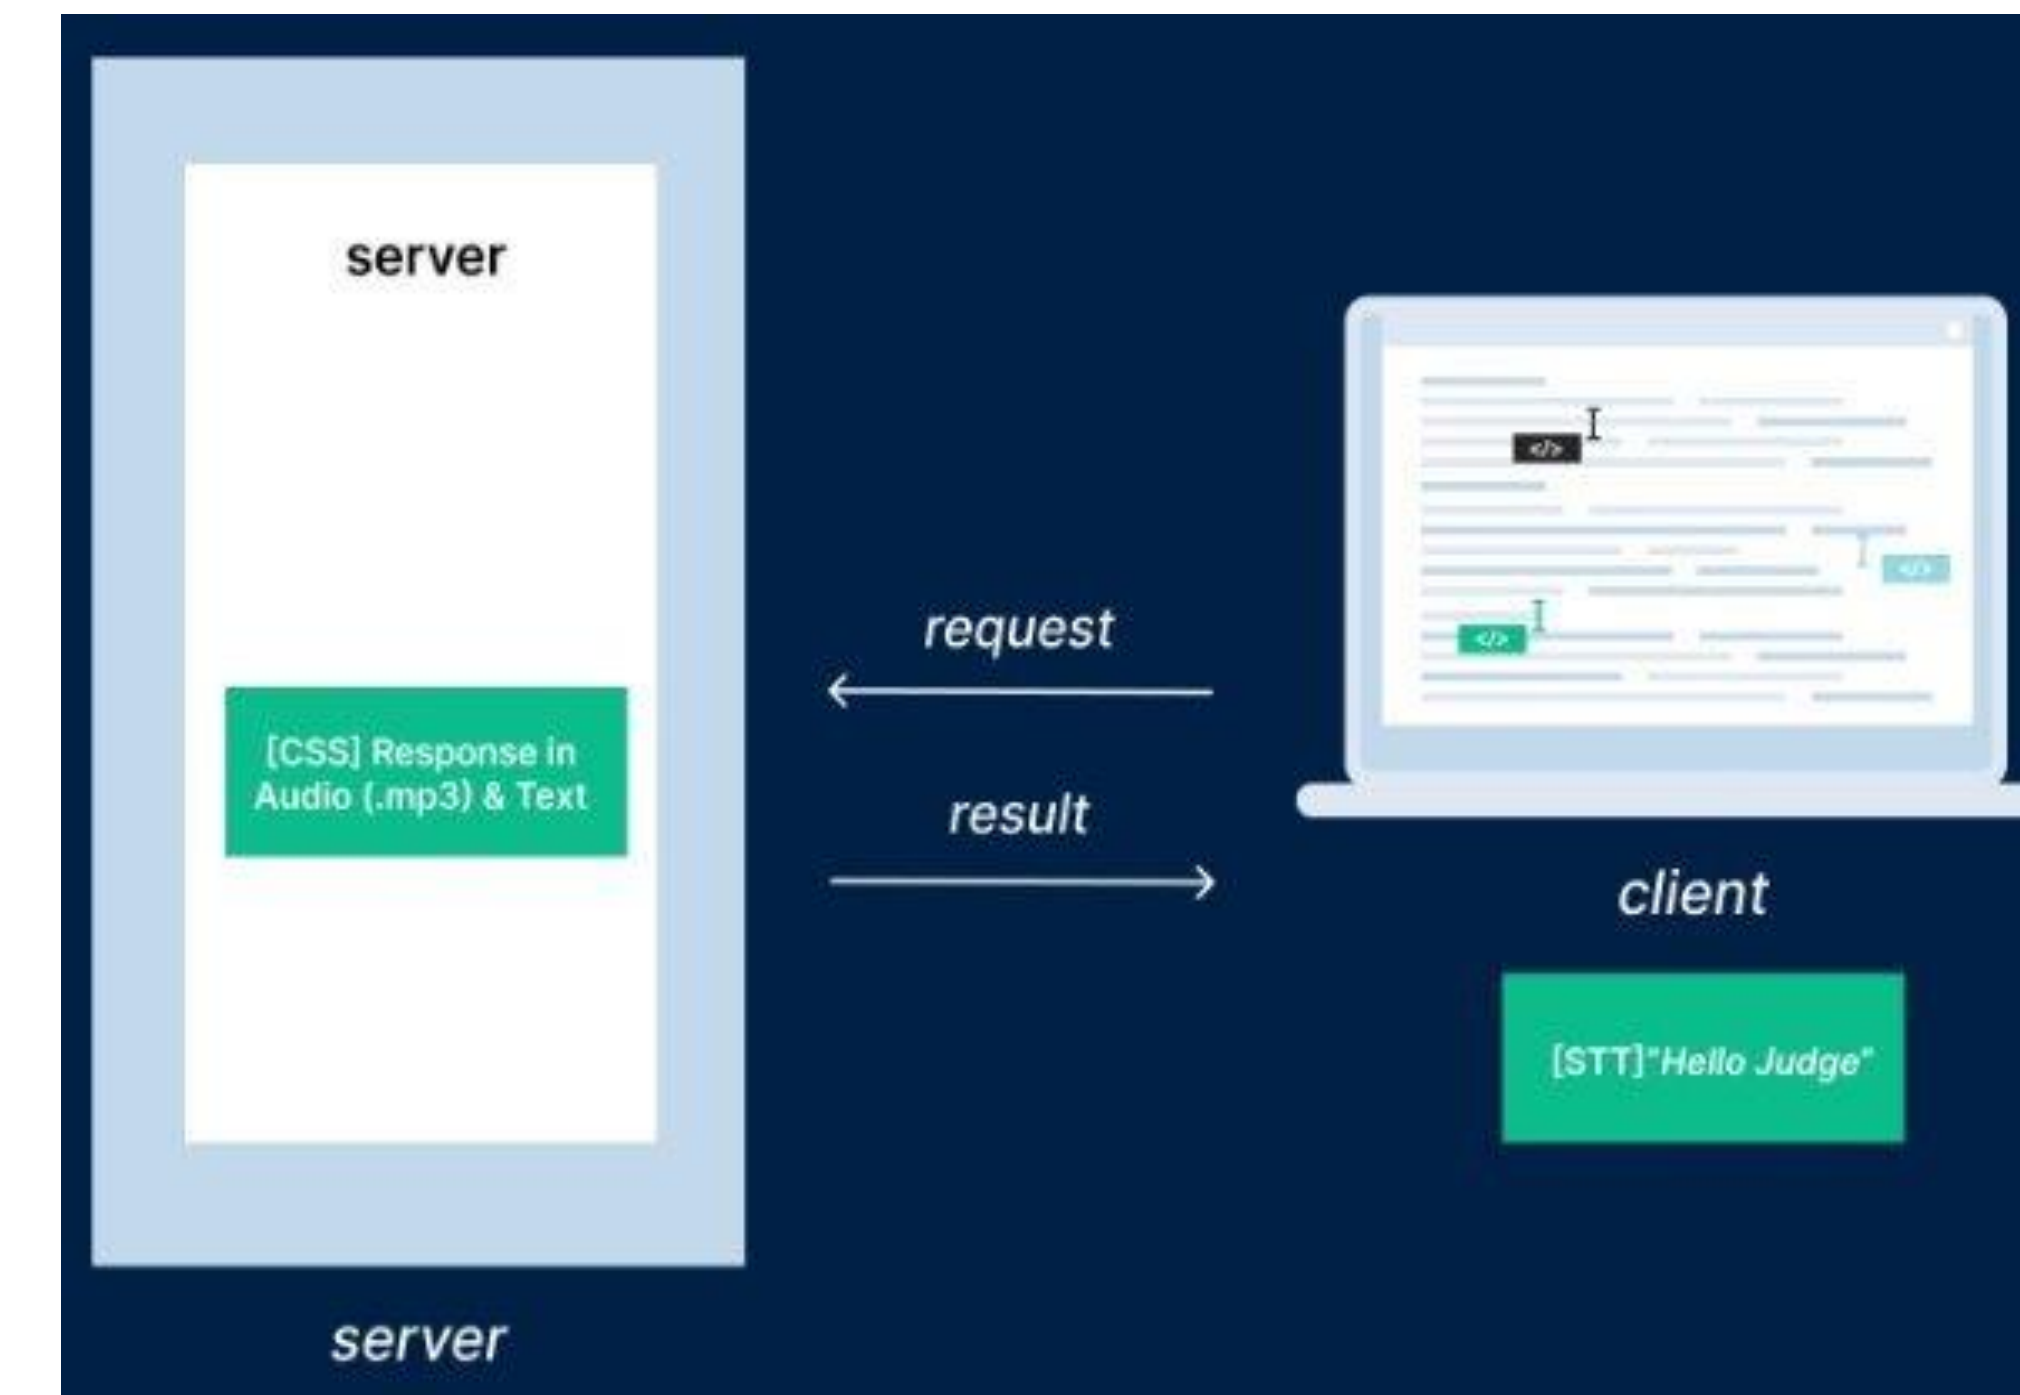 server
[CSS] Response in
Audio (.mp3) & Text
server
request
result
</>
</>
</>
client
[STT]"Hello Judge"